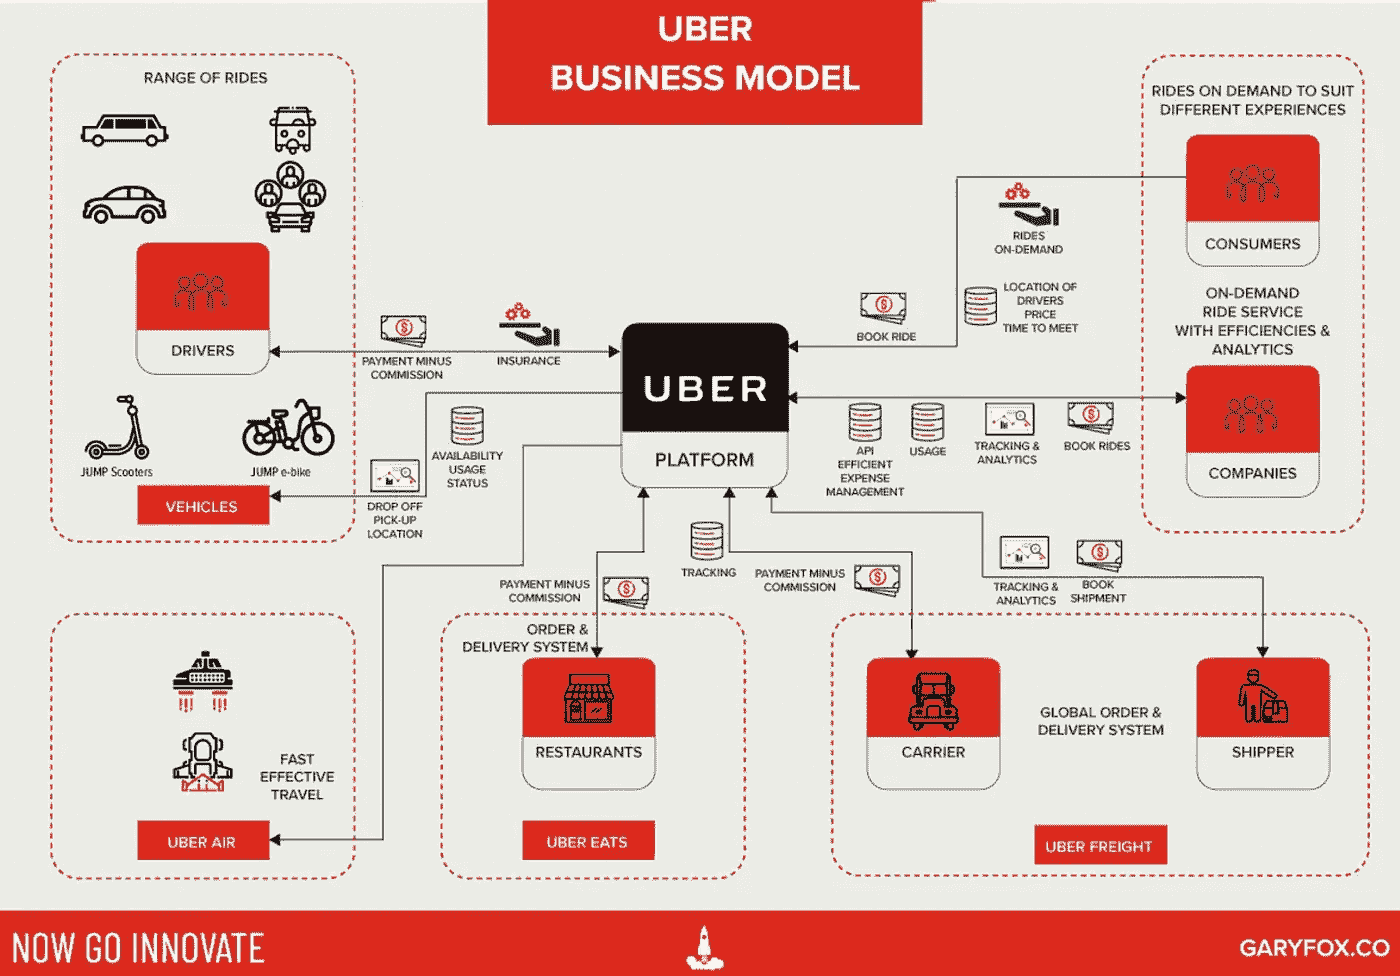 UBER
BUSINESS MODEL
RANGE OF RIDES
DRIVERS
JUMP Scooters
JUMP e-bike
VEHICLES
PAYMENT MINUS
COMMISSION
INSURANCE
AVAILABILITY
USAGE
STATUS
DROP OFF
PICK-UP
LOCATION
UBER
PLATFORM
RIDES ON DEMAND TO SUIT
DIFFERENT EXPERIENCES
CONSUMERS
RIDES
ON-DEMAND
LOCATION OF
DRIVERS
PRICE
TIME TO MEET
BOOK RIDE
ON-DEMAND
RIDE SERVICE
WITH EFFICIENCIES &
ANALYTICS
COMPANIES
API
EFFICIENT
EXPENSE
MANAGEMENT
USAGE
TRACKING &
ANALYTICS
BOOK RIDES
FAST
EFFECTIVE
TRAVEL
UBER AIR
PAYMENT MINUS
COMMISSION
ORDER &
DELIVERY SYSTEM
RESTAURANTS
UBER EATS
TRACKING
PAYMENT MINUS
COMMISSION
TRACKING &
ANALYTICS
BOOK
SHIPMENT
CARRIER
GLOBAL ORDER &
DELIVERY SYSTEM
SHIPPER
UBER FREIGHT
NOW GO INNOVATE
GARYFOX.CO